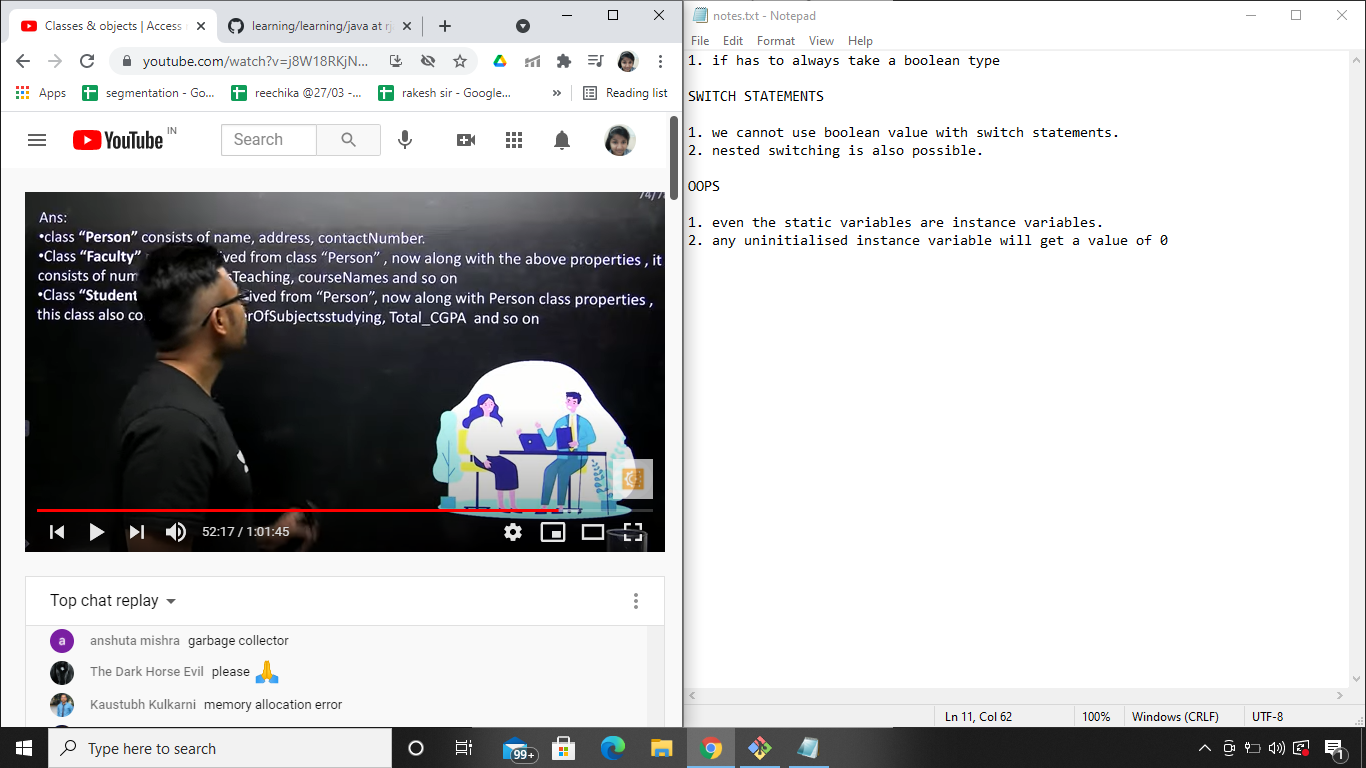 Classes & objects | Access
learning/learning/java at rj
youtube.com/watch?v=j8W18RKjN...
Apps
segmentation - Go...
reechika @27/03 -...
rakesh sir - Google...
»
Reading list
YouTube IN
Search
Ans:
•class “Person” consists of name, address, contactNumber.
•Class “Faculty” ived from class “Person” , now along with the above properties , it
consists of num Teaching, courseNames and so on
•Class “Student ived from “Person”, now along with Person class properties ,
this class also co erOfSubjectsstudying, Total_CGPA and so on
52:17 / 1:01:45
Top chat replay
a anshuta mishra garbage collector
The Dark Horse Evil please 🙏
Kaustubh Kulkarni memory allocation error
notes.txt - Notepad
File Edit Format View Help
1. if has to always take a boolean type
SWITCH STATEMENTS
1. we cannot use boolean value with switch statements.
2. nested switching is also possible.
OOPS
1. even the static variables are instance variables.
2. any uninitialised instance variable will get a value of 0
Ln 11, Col 62 100% Windows (CRLF) UTF-8
Type here to search
99+
1